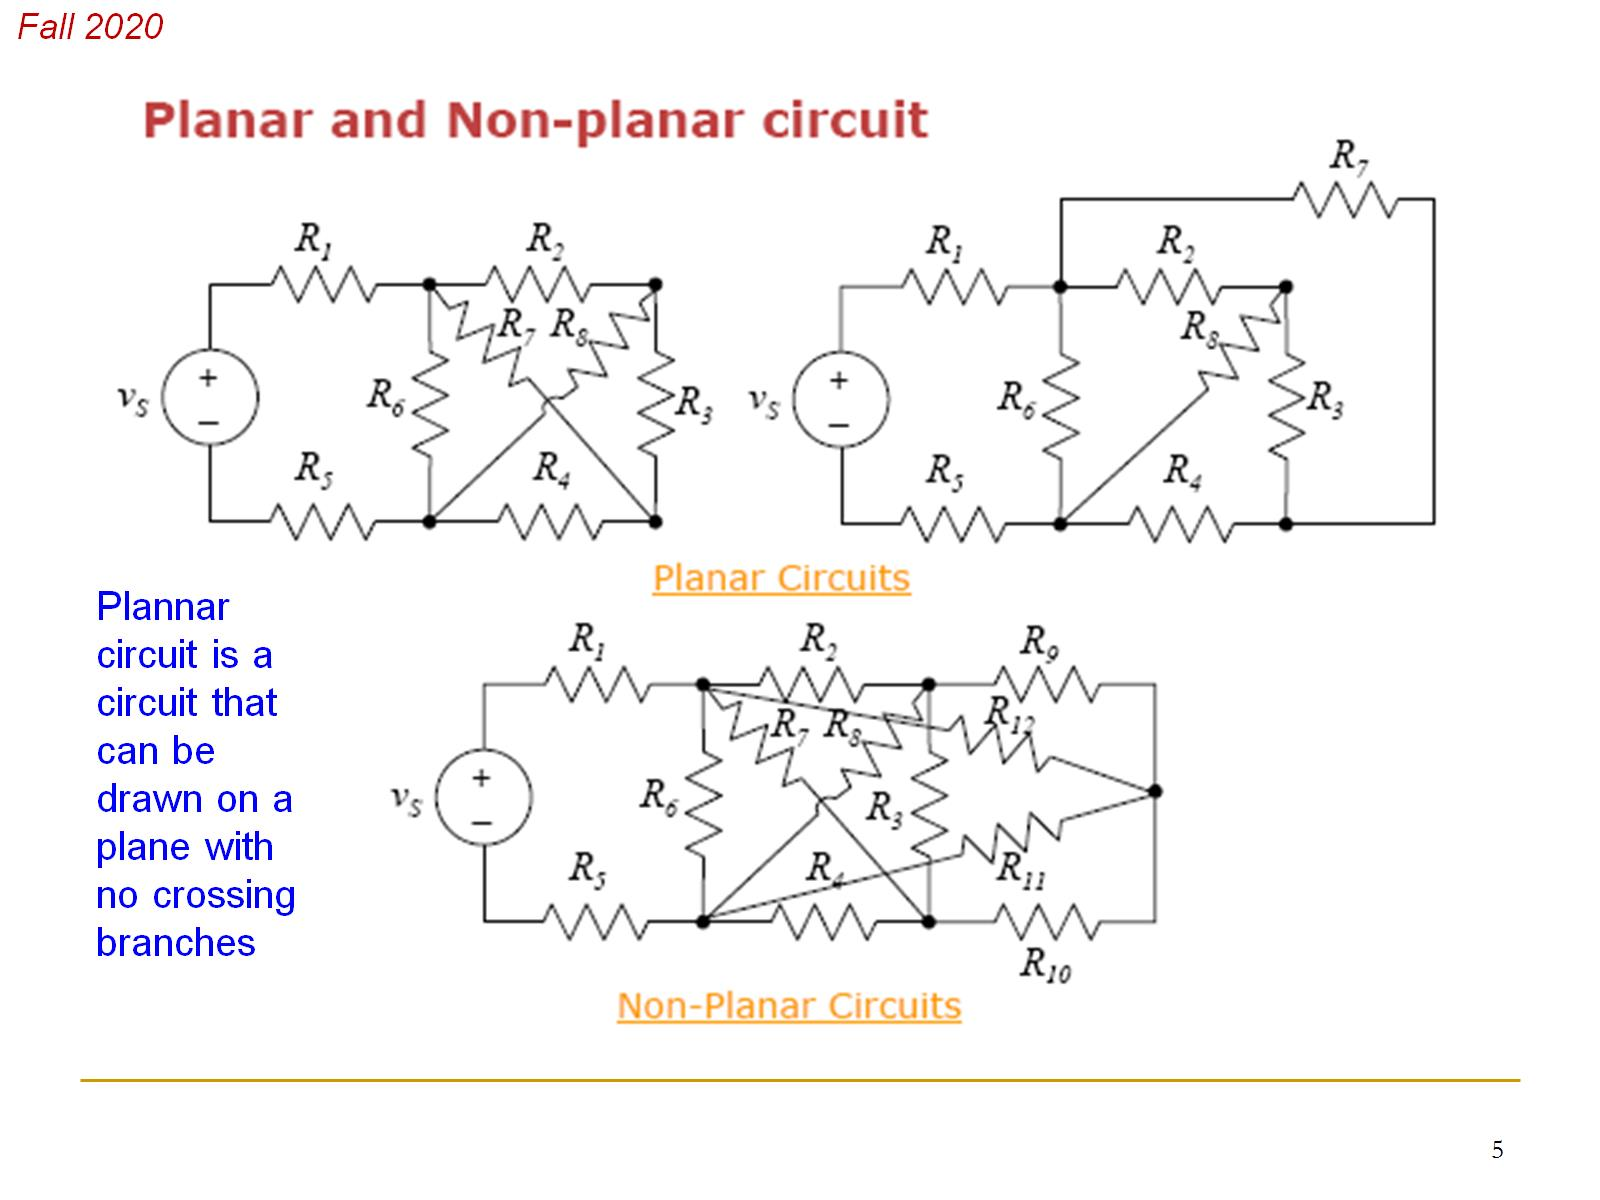 Fall 2020
Planar and Non-planar circuit
R7
R1
R2
R1
R2
R7
R8
R8
+
vS
−
R6
R3
+
vS
−
R6
R3
R5
R4
R5
R4
Planar Circuits
Plannar
circuit is a
circuit that
can be
drawn on a
plane with
no crossing
branches
R1
R2
R9
R7
R8
R12
+
vS
−
R6
R3
R5
R4
R11
R10
Non-Planar Circuits
5